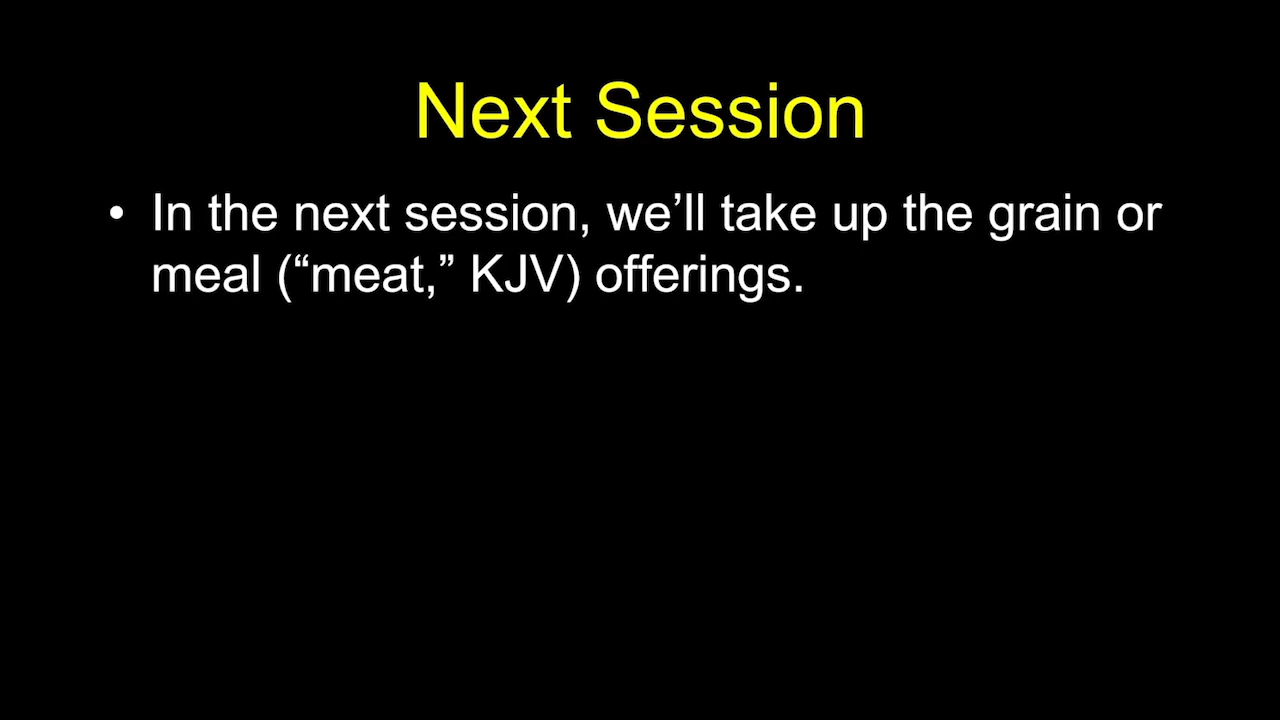 Next Session
• In the next session, we’ll take up the grain or
meal (“meat,” KJV) offerings.